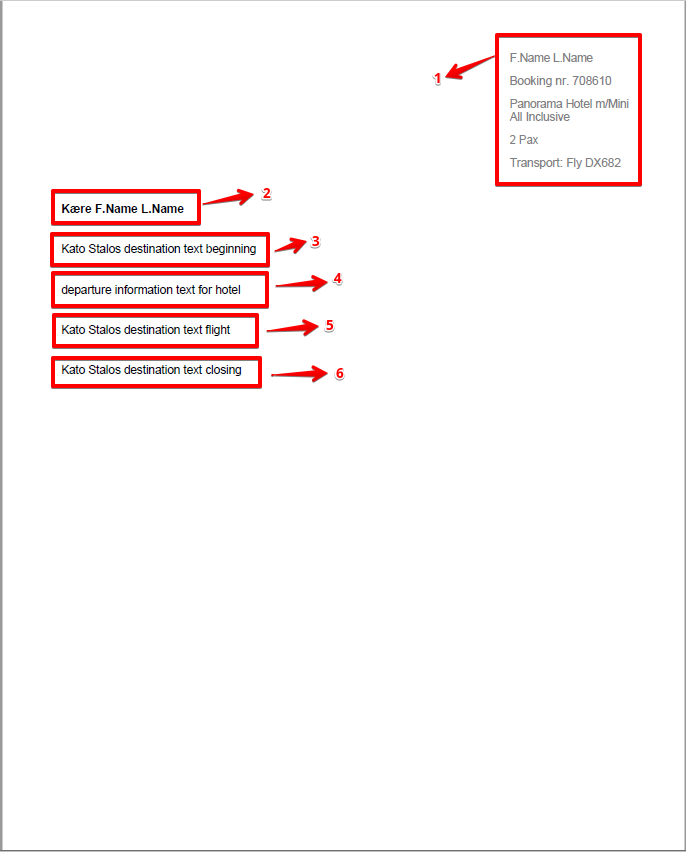 F.Name L.Name
1
Booking nr. 708610
Panorama Hotel m/Mini
All Inclusive
2 Pax
Transport: Fly DX682
Kære F.Name L.Name
2
Kato Stalos destination text beginning
3
departure information text for hotel
4
Kato Stalos destination text flight
5
Kato Stalos destination text closing
6